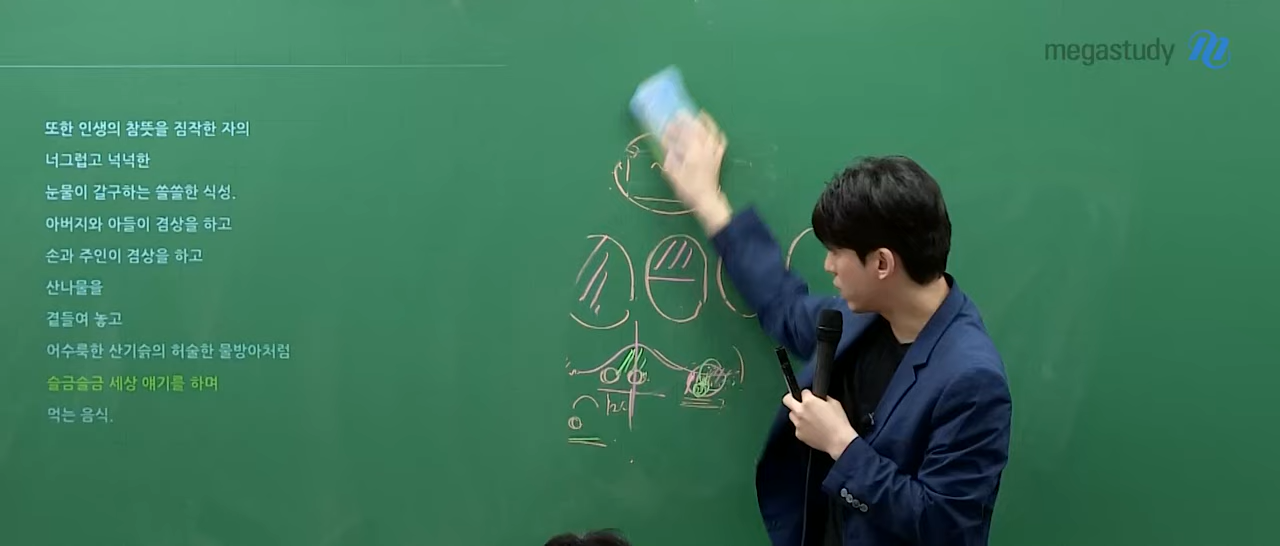 megastudy
또한 인생의 참뜻을 짐작한 자의
너그럽고 넉넉한
눈물이 갈구하는 쓸쓸한 식성.
아버지와 아들이 겸상을 하고
손과 주인이 겸상을 하고
산나물을
곁들여 놓고
어수룩한 산기슭의 허술한 물방아처럼
슬금슬금 세상 얘기를 하며
먹는 음식.